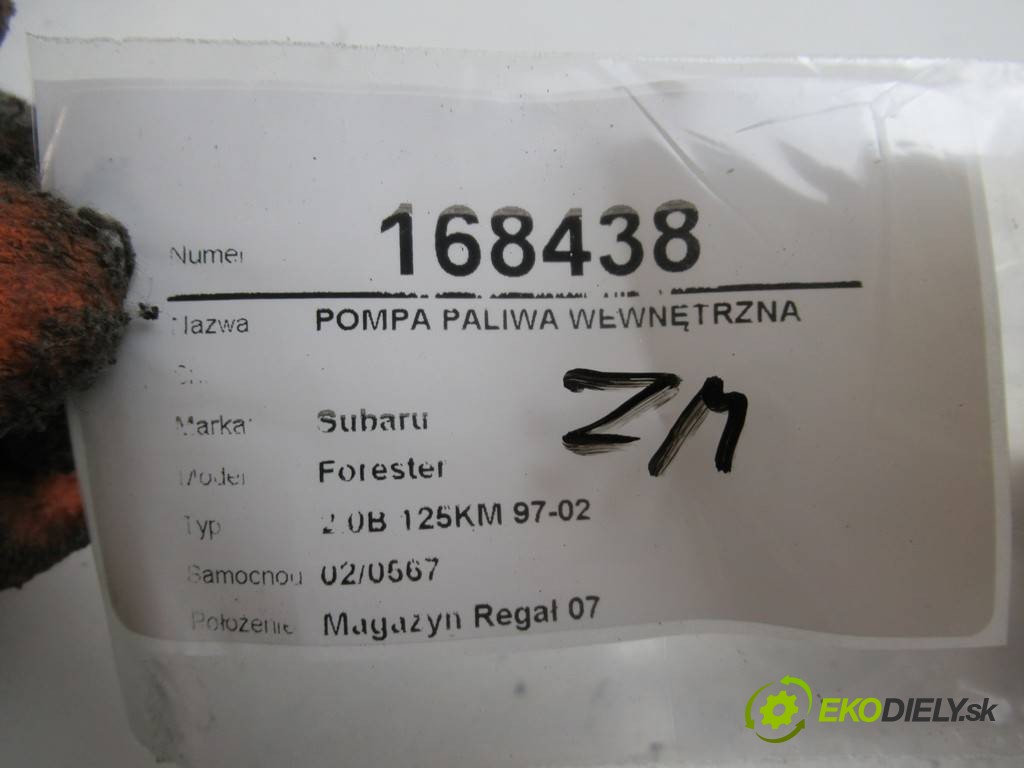 Numer 168438
Nazwa POMPA PALIWA WEWNĘTRZNA
Marka Subaru
Model Forester
Typ 2.0B 125KM 97-02
Samochód 02/0567
Położenie Magazyn Regał 07
ZM
EKODIELY.sk